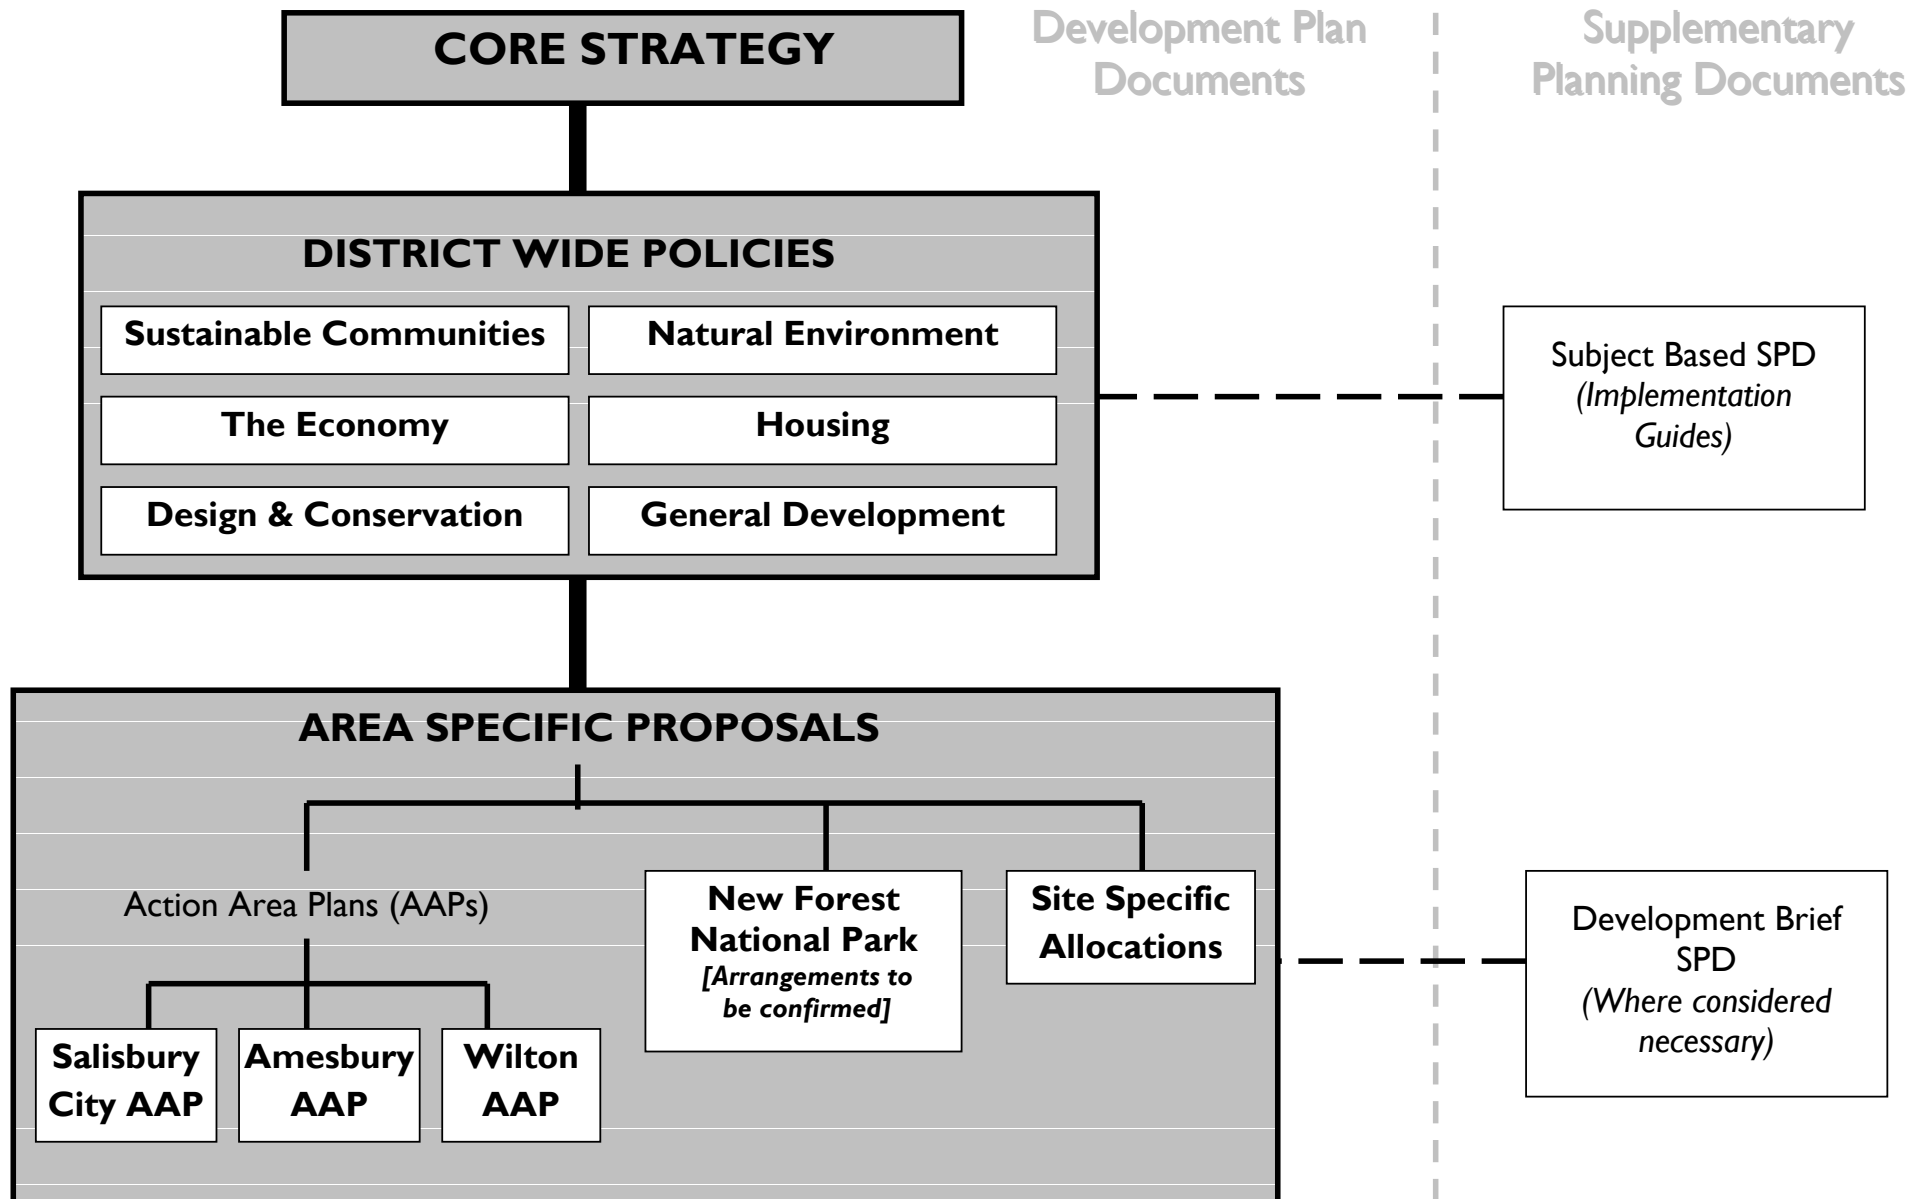 CORE STRATEGY
Development Plan
Documents
Supplementary
Planning Documents
DISTRICT WIDE POLICIES
Sustainable Communities
Natural Environment
The Economy
Housing
Design & Conservation
General Development
Subject Based SPD
(Implementation
Guides)
AREA SPECIFIC PROPOSALS
Action Area Plans (AAPs)
Salisbury
City AAP
Amesbury
AAP
Wilton
AAP
New Forest
National Park
[Arrangements to
be confirmed]
Site Specific
Allocations
Development Brief
SPD
(Where considered
necessary)